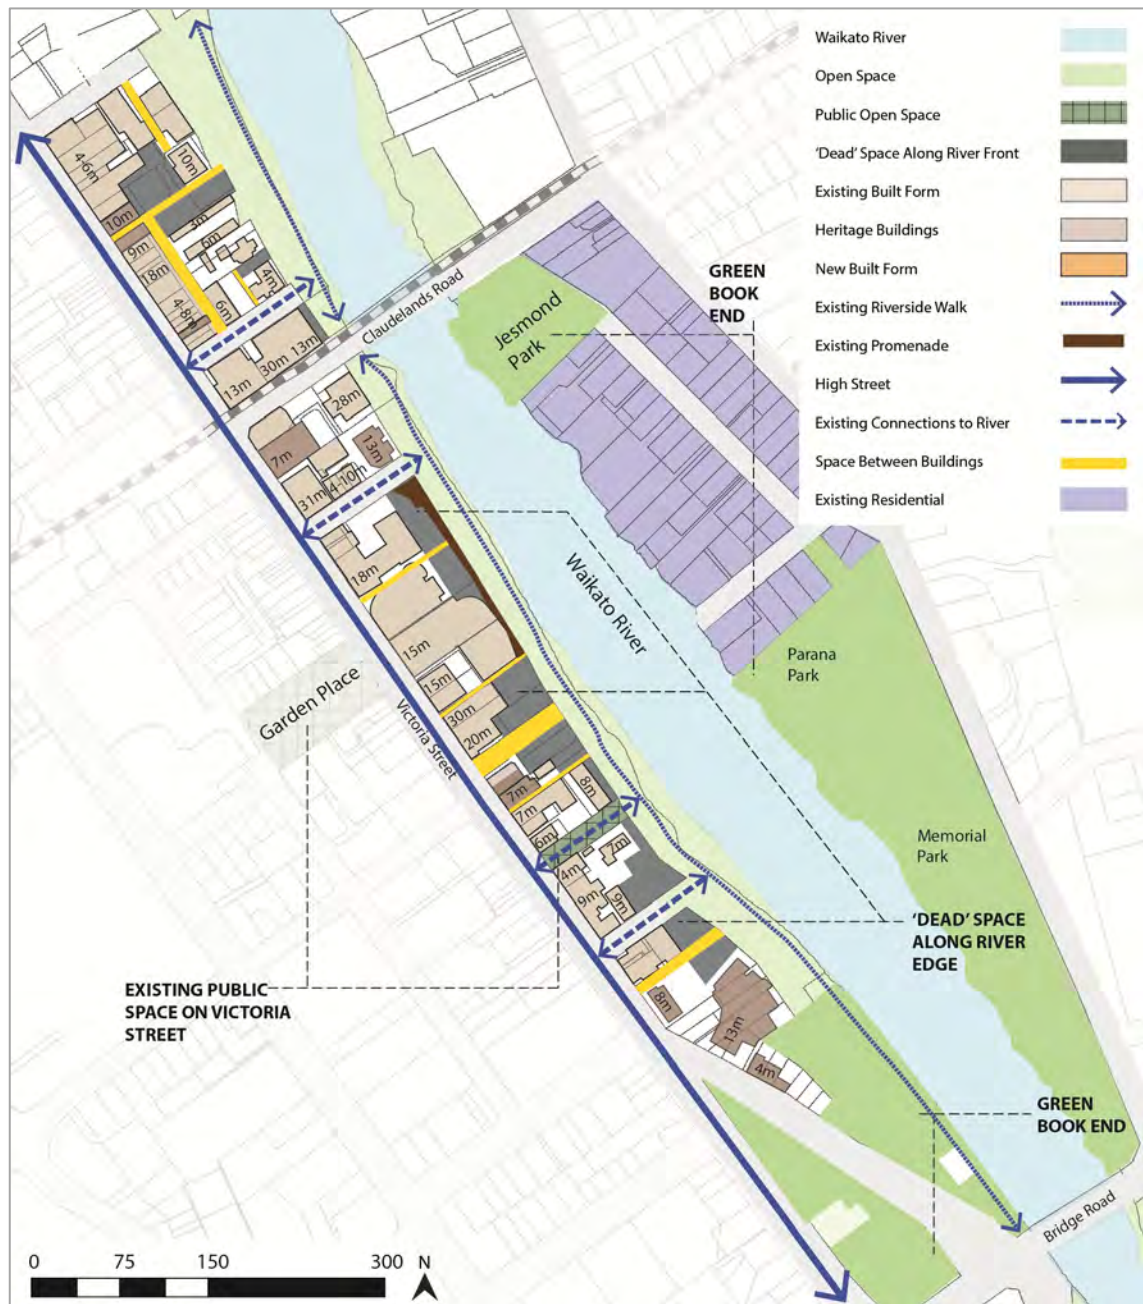 Waikato River
Open Space
Public Open Space
'Dead' Space Along River Front
Existing Built Form
Heritage Buildings
New Built Form
Existing Riverside Walk
Existing Promenade
High Street
Existing Connections to River
Space Between Buildings
Existing Residential
4-6m
10m
10m
3m
9m
6m
18m
4m
4-8m
6m
13m
30m
13m
Claudelands Road
GREEN
BOOK
END
Jesmond
Park
28m
7m
13m
31m
4-10m
18m
Waikato River
15m
15m
Garden Place
Victoria Street
30m
20m
Parana
Park
7m
8m
7m
6m
7m
4m
9m
9m
Memorial
Park
'DEAD' SPACE
ALONG RIVER
EDGE
EXISTING PUBLIC
SPACE ON VICTORIA
STREET
8m
13m
4m
GREEN
BOOK END
Bridge Road
0 75 150 300 N